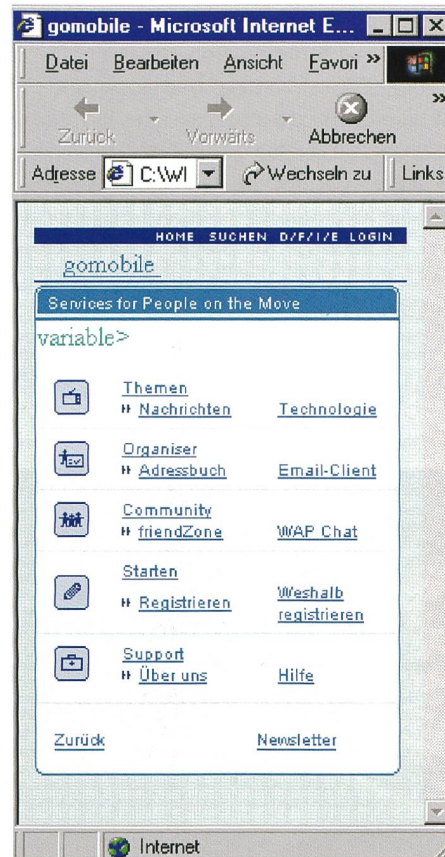 gomobile - Microsoft Internet E...
Datei Bearbeiten Ansicht Favori »
Zurück Vorwärts Abbrechen »
Adresse C:\WI Wechseln zu Links
HOME SUCHEN D/F/I/E LOGIN
gomobile
Services for People on the Move
variable>
Themen
Nachrichten Technologie
Organiser
Adressbuch Email-Client
Community
friendZone WAP Chat
Starten
Registrieren Weshalb registrieren
Support
Über uns Hilfe
Zurück Newsletter
Internet